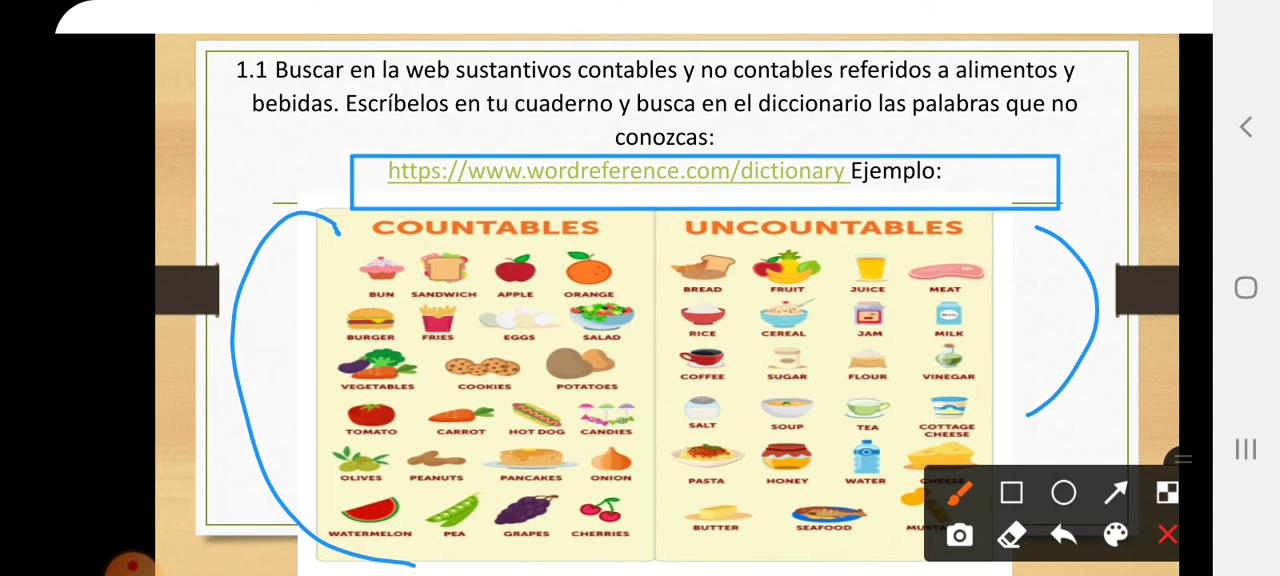 1.1 Buscar en la web sustantivos contables y no contables referidos a alimentos y
bebidas. Escríbelos en tu cuaderno y busca en el diccionario las palabras que no
conozcas:
https://www.wordreference.com/dictionary Ejemplo:
COUNTABLES
BUN SANDWICH APPLE ORANGE
BURGER FRIES EGGS SALAD
VEGETABLES COOKIES POTATOES
TOMATO CARROT HOT DOG CANDIES
OLIVES PEANUTS PANCAKES ONION
WATERMELON PEA GRAPES CHERRIES
UNCOUNTABLES
BREAD FRUIT JUICE MEAT
RICE CEREAL JAM MILK
COFFEE SUGAR FLOUR VINEGAR
SALT SOUP TEA COTTAGE
CHEESE
PASTA HONEY WATER CHEESE
BUTTER SEAFOOD